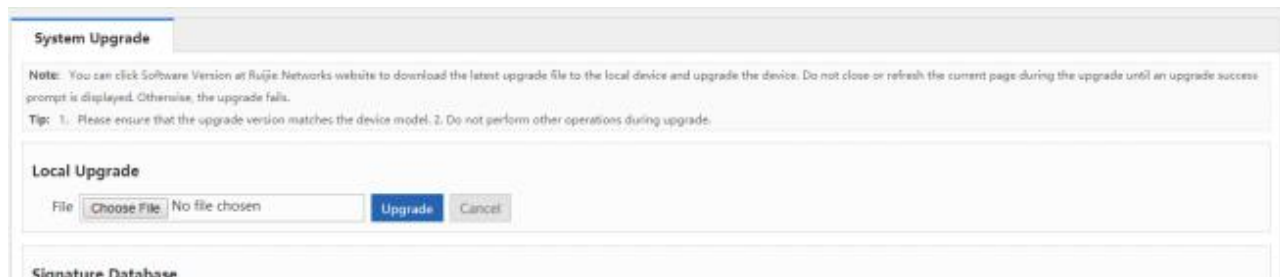 System Upgrade
Note: You can click Software Version at Ruijie Networks website to download the latest upgrade file to the local device and upgrade the device. Do not close or refresh the current page during the upgrade until an upgrade success
prompt is displayed. Otherwise, the upgrade fails.
Tip: 1. Please ensure that the upgrade version matches the device model. 2. Do not perform other operations during upgrade.
Local Upgrade
File Choose File No file chosen Upgrade Cancel
Signature Database